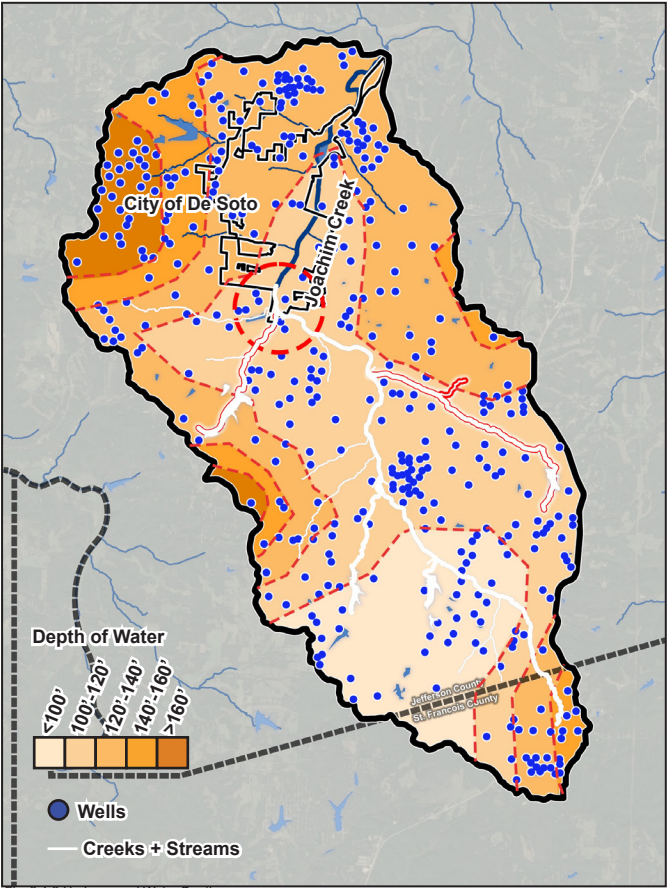 City of De Soto
Joachim Creek
Jefferson County
St. Francois County
Depth of Water
<100'
100'-120'
120'-140'
140'-160'
>160'
Wells
Creeks + Streams